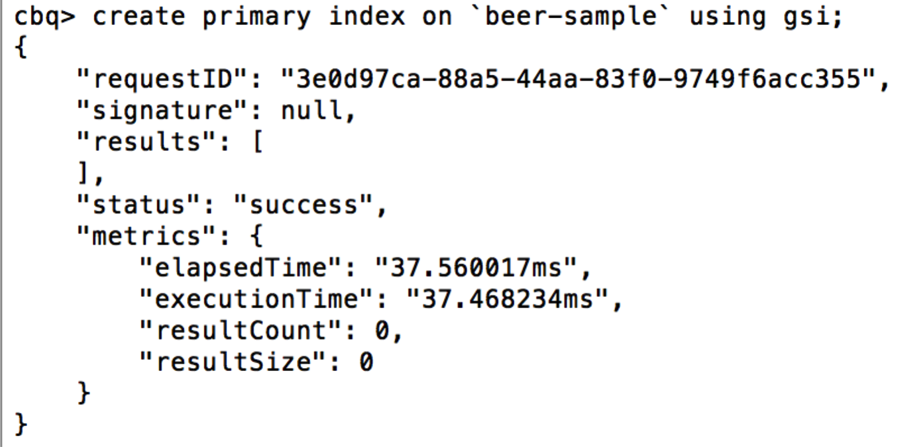 cbq> create primary index on `beer-sample` using gsi;
{
    "requestID": "3e0d97ca-88a5-44aa-83f0-9749f6acc355",
    "signature": null,
    "results": [
    ],
    "status": "success",
    "metrics": {
        "elapsedTime": "37.560017ms",
        "executionTime": "37.468234ms",
        "resultCount": 0,
        "resultSize": 0
    }
}